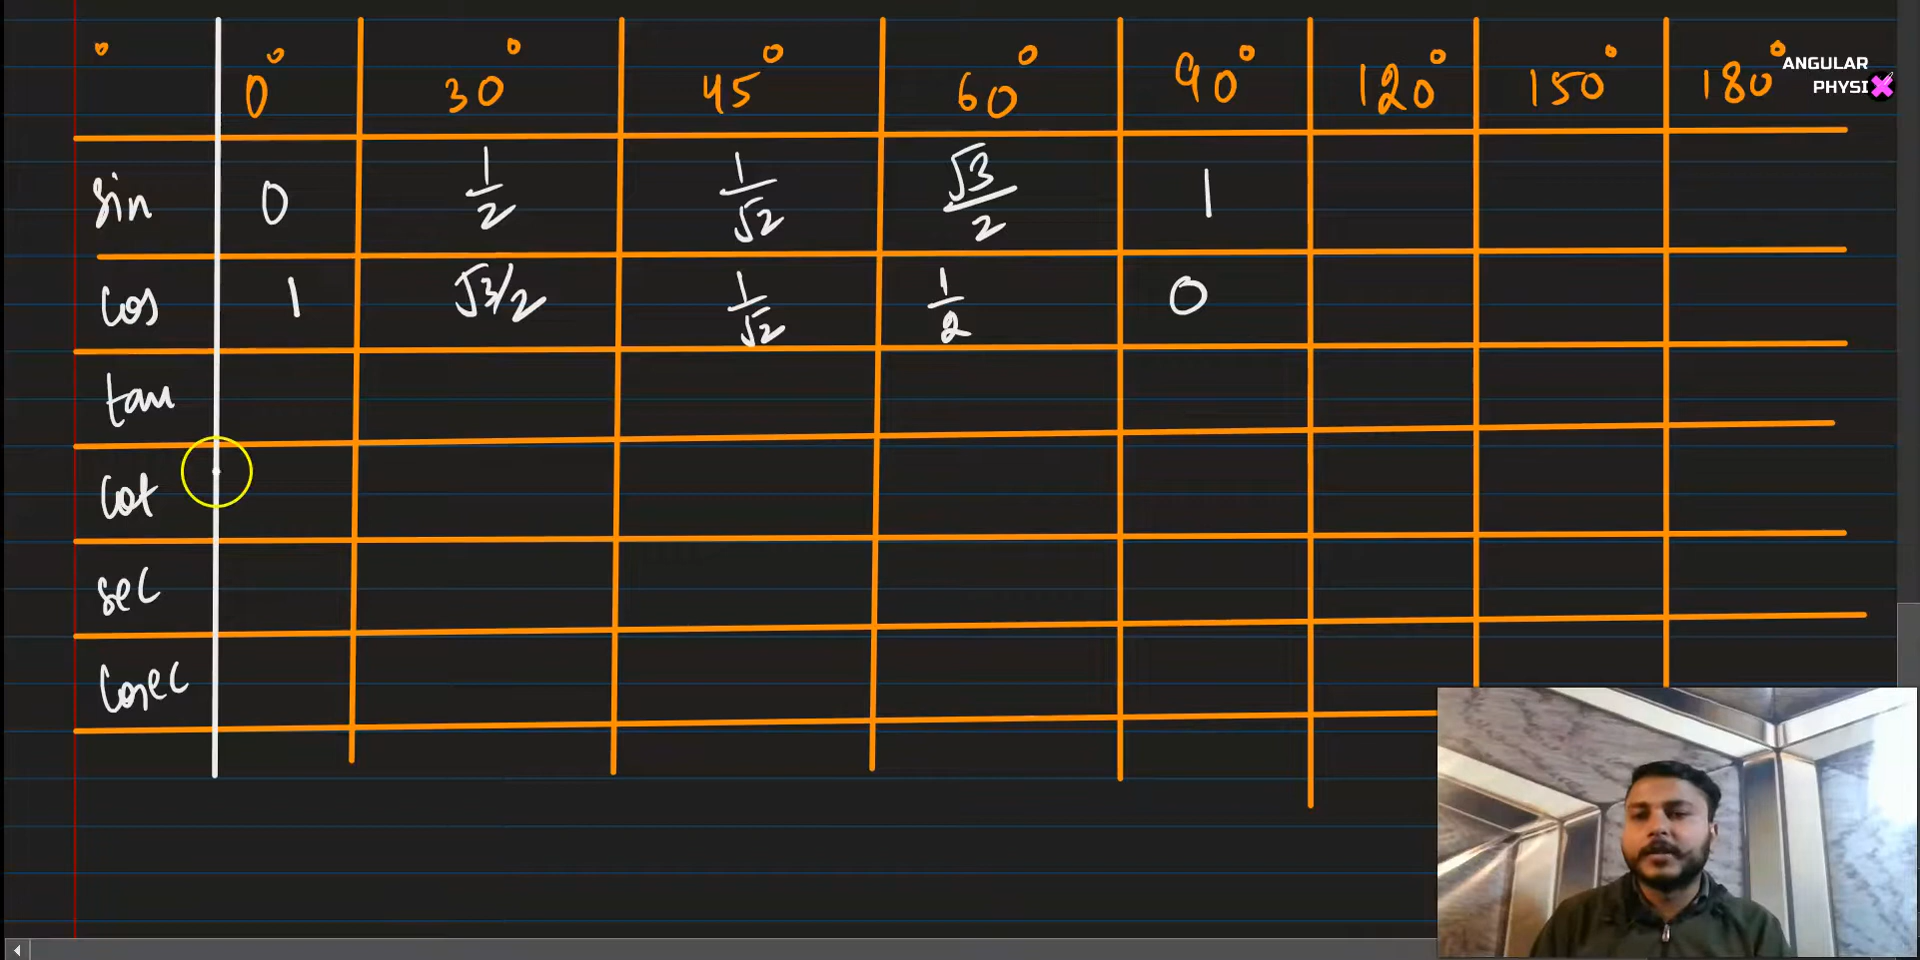 0° 30° 45° 60° 90° 120° 150° 180°
ANGULAR
PHYSI
sin 0 1/2 1/√2 √3/2 1
cos 1 √3/2 1/√2 1/2 0
tan
cot
sec
cosec